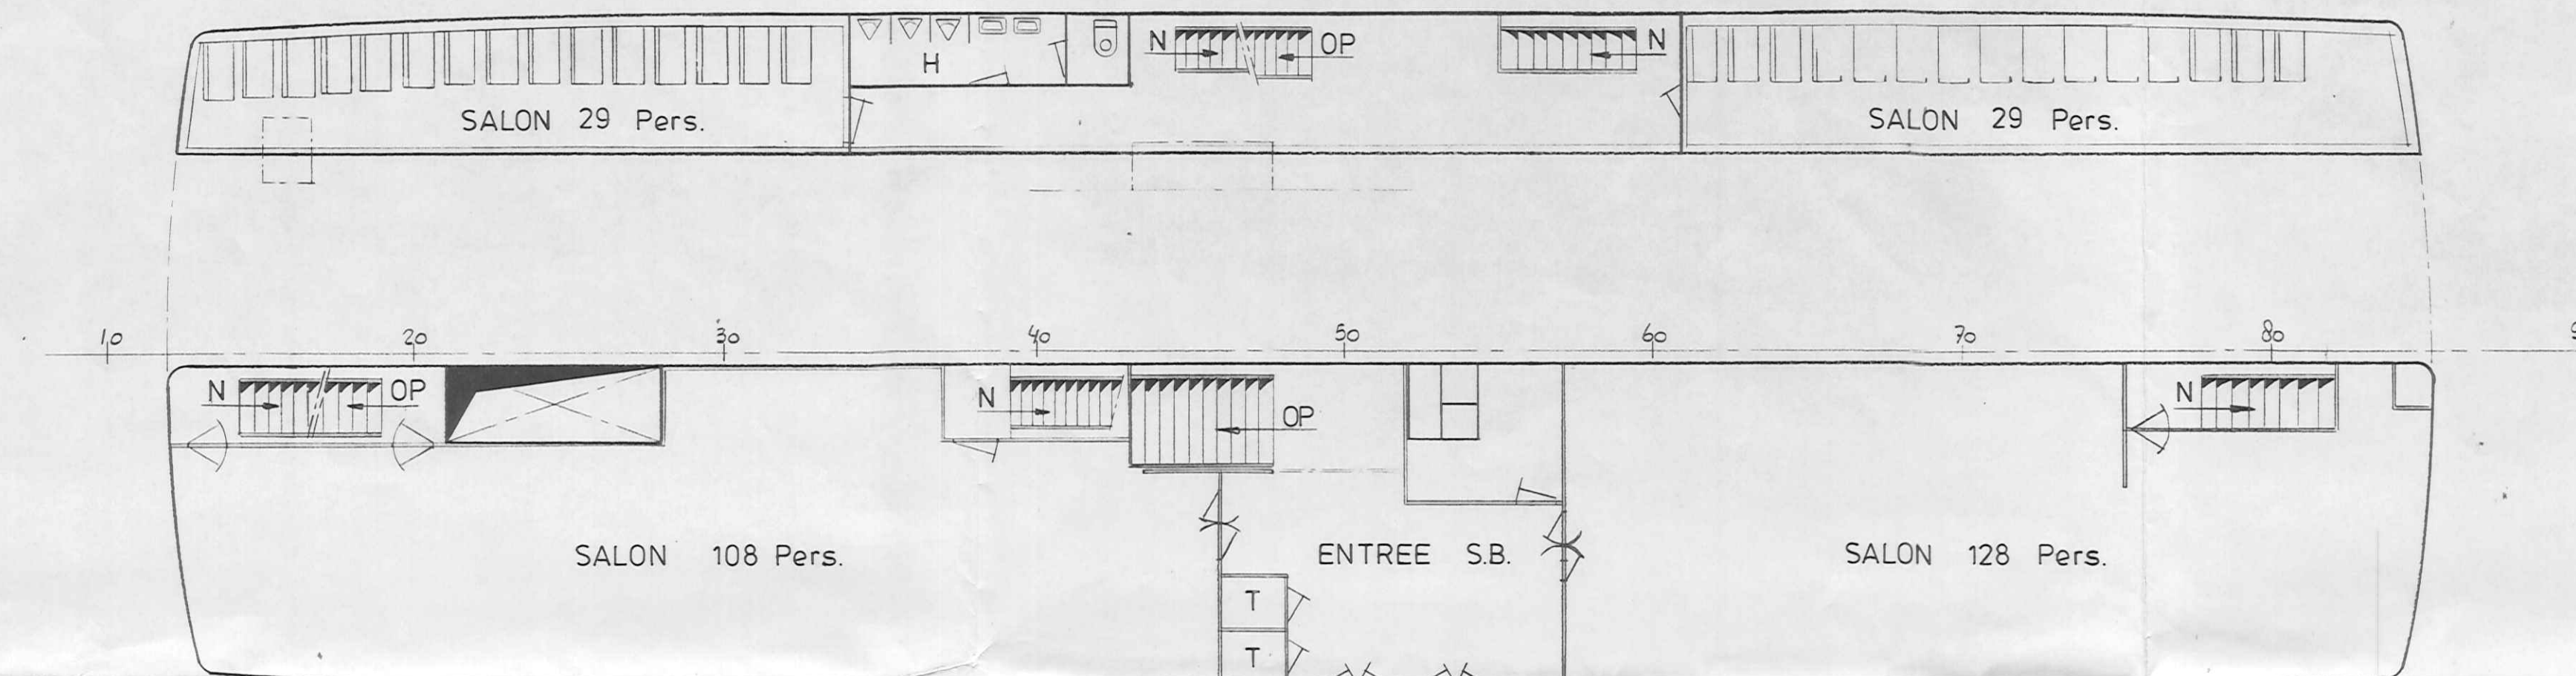 H
N OP N
SALON 29 Pers. SALON 29 Pers.
10 20 30 40 50 60 70 80
N OP N OP N
SALON 108 Pers. ENTREE S.B. SALON 128 Pers.
T
T